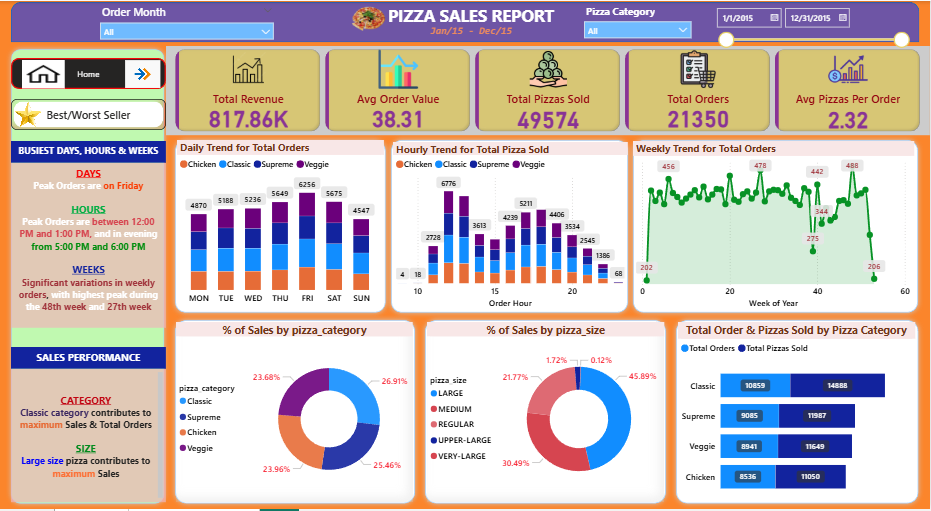 Order Month
All
PIZZA SALES REPORT
Jan/15 - Dec/15
Pizza Category
All
1/1/2015
12/31/2015
Home
Best/Worst Seller
Total Revenue
817.86K
Avg Order Value
38.31
Total Pizzas Sold
49574
Total Orders
21350
Avg Pizzas Per Order
2.32
BUSIEST DAYS, HOURS & WEEKS
DAYS
Peak Orders are on Friday
HOURS
Peak Orders are between 12:00
PM and 1:00 PM. and in evening
from 5:00 PM and 6:00 PM
WEEKS
Significant variations in weekly
orders, with highest peak during
the 48th week and 27th week
SALES PERFORMANCE
CATEGORY
Classic category contributes to
maximum Sales & Total Orders
SIZE
Large size pizza contributes to
maximum Sales
Daily Trend for Total Orders
Chicken Classic Supreme Veggie
4870 5188 5236 5649 6256 5675 4547
MON TUE WED THU FRI SAT SUN
Hourly Trend for Total Pizza Sold
Chicken Classic Supreme Veggie
4 18 2728 6776 3613 4239 5211 4406 3534 2545 1386 68
10 15 20
Order Hour
Weekly Trend for Total Orders
202 456 478 275 442 344 488 206
0 20 40 60
Week of Year
% of Sales by pizza_category
pizza_category
Classic
Supreme
Chicken
Veggie
23.68%
26.91%
23.96%
25.46%
% of Sales by pizza_size
pizza_size
LARGE
MEDIUM
REGULAR
UPPER-LARGE
VERY-LARGE
1.72%
0.12%
21.77%
45.89%
30.49%
Total Order & Pizzas Sold by Pizza Category
Total Orders Total Pizzas Sold
Classic 10859 14888
Supreme 9085 11987
Veggie 8941 11649
Chicken 8536 11050